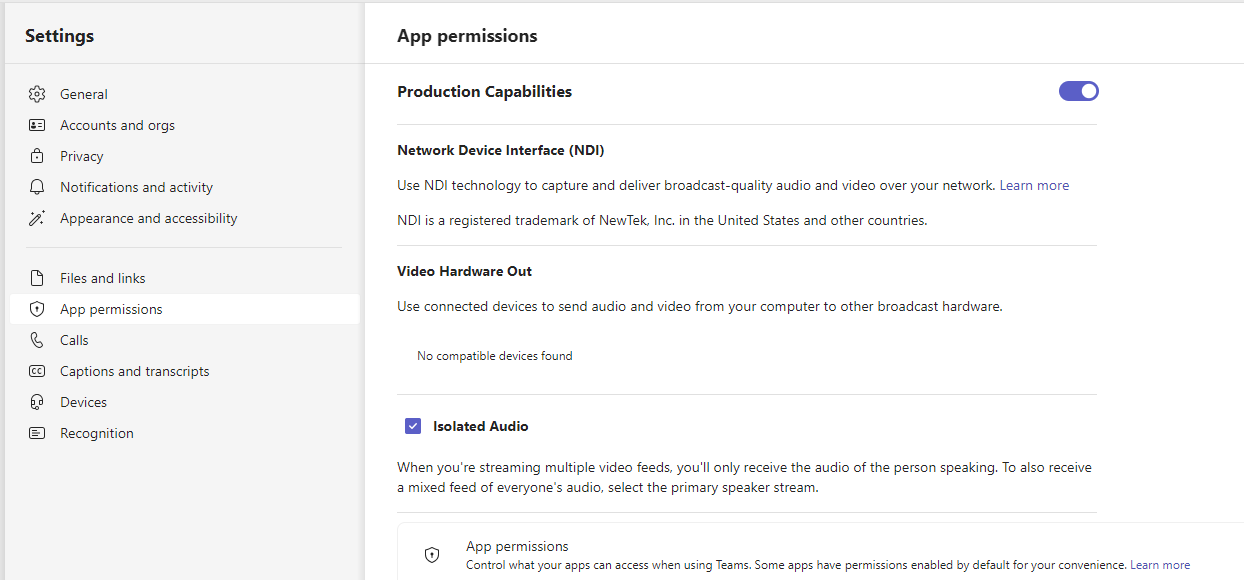 Settings
General
Accounts and orgs
Privacy
Notifications and activity
Appearance and accessibility
Files and links
App permissions
Calls
Captions and transcripts
Devices
Recognition
App permissions
Production Capabilities
Network Device Interface (NDI)
Use NDI technology to capture and deliver broadcast-quality audio and video over your network. Learn more
NDI is a registered trademark of NewTek, Inc. in the United States and other countries.
Video Hardware Out
Use connected devices to send audio and video from your computer to other broadcast hardware.
No compatible devices found
Isolated Audio
When you're streaming multiple video feeds, you'll only receive the audio of the person speaking. To also receive
a mixed feed of everyone's audio, select the primary speaker stream.
App permissions
Control what your apps can access when using Teams. Some apps have permissions enabled by default for your convenience. Learn more